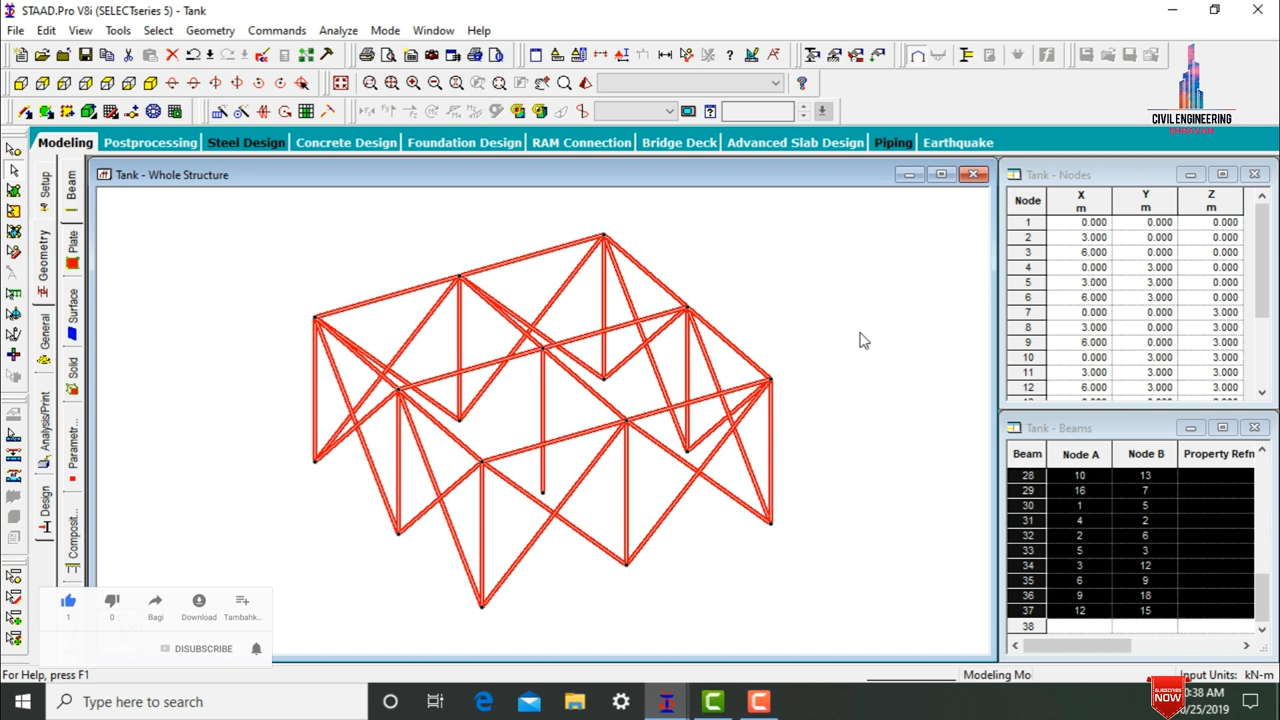 STAAD.Pro V8i (SELECTseries 5) - Tank
File Edit View Tools Select Geometry Commands Analyze Mode Window Help
CIVIL ENGINEERING
Modeling Postprocessing Steel Design Concrete Design Foundation Design RAM Connection Bridge Deck Advanced Slab Design Piping Earthquake
Setup
Geometry
General
Analysis/Print
Design
Beam
Plate
Surface
Solid
Parametr...
Composit...
Tank - Whole Structure
Tank - Nodes
Node X m Y m Z m
1 0.000 0.000 0.000
2 3.000 0.000 0.000
3 6.000 0.000 0.000
4 0.000 3.000 0.000
5 3.000 3.000 0.000
6 6.000 3.000 0.000
7 0.000 0.000 3.000
8 3.000 0.000 3.000
9 6.000 0.000 3.000
10 0.000 3.000 3.000
11 3.000 3.000 3.000
12 6.000 3.000 3.000
Tank - Beams
Beam Node A Node B Property Refn
28 10 13
29 16 7
30 1 5
31 4 2
32 2 6
33 5 3
34 3 12
35 6 9
36 9 18
37 12 15
38
1 0 Bagi Download Tambahk...
DISUBSCRIBE
For Help, press F1
Modeling Mo
Input Units: kN-m
Type here to search
SUBSCRIBE
NOW
0:38 AM
/25/2019